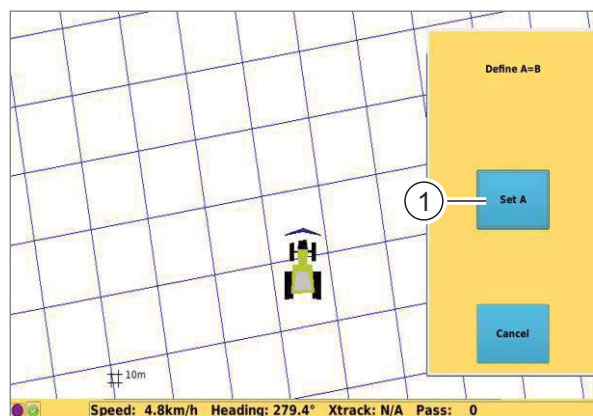 Define A=B
1
Set A
Cancel
10m
Speed: 4.8km/h Heading: 279.4° Xtrack: N/A Pass: 0